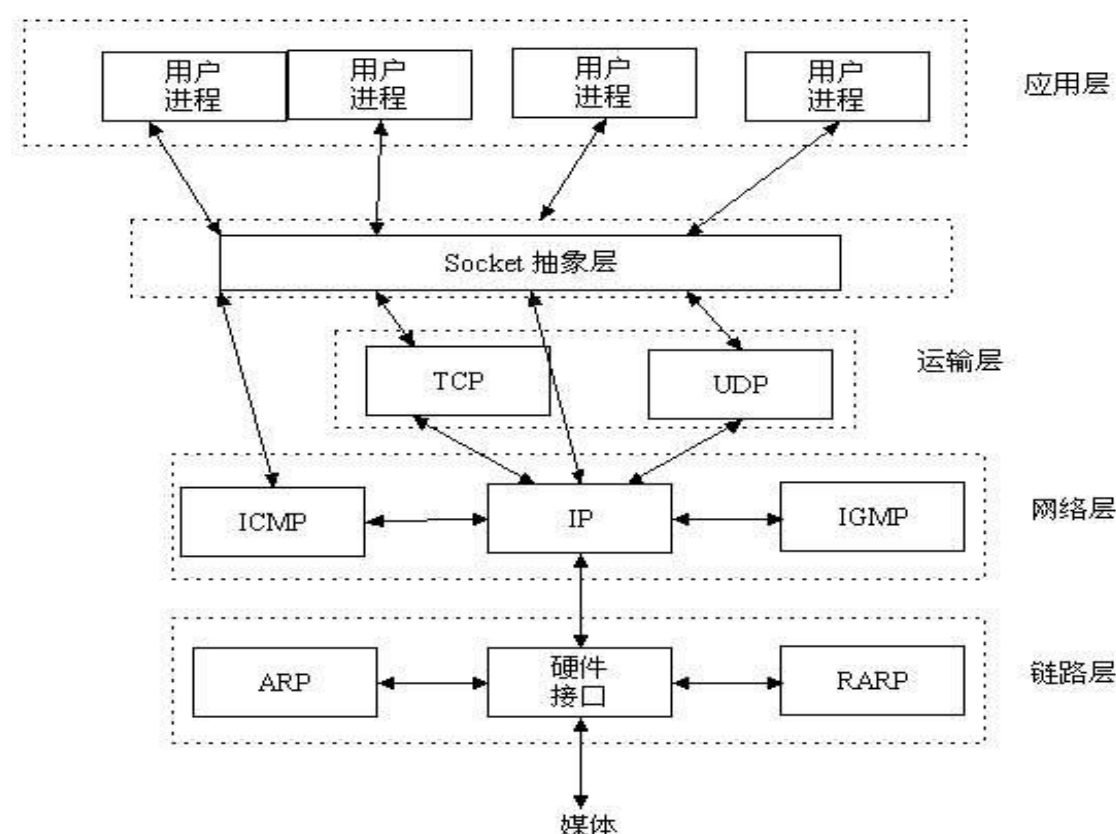 用户
进程
用户
进程
用户
进程
用户
进程
应用层
Socket 抽象层
TCP
UDP
运输层
ICMP
IP
IGMP
网络层
ARP
硬件
接口
RARP
链路层
媒体